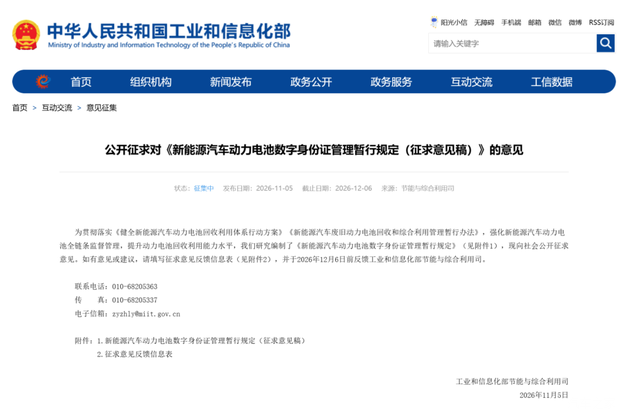 阳光小信 无障碍 手机端 邮箱 微信 微博 RSS订阅
中华人民共和国工业和信息化部
Ministry of Industry and Information Technology of the People's Republic of China
请输入关键字
首页 组织机构 新闻发布 政务公开 政务服务 互动交流 工信数据
首页 > 互动交流 > 意见征集
公开征求对《新能源汽车动力电池数字身份证管理暂行规定（征求意见稿）》的意见
状态：征集中 发布日期：2026-11-05 截止日期：2026-12-06 来源：节能与综合利用司
为贯彻落实《健全新能源汽车动力电池回收利用体系行动方案》《新能源汽车废旧动力电池回收和综合利用管理暂行办法》，强化新能源汽车动力电
池全链条监督管理，提升动力电池回收利用能力水平，我们研究编制了《新能源汽车动力电池数字身份证管理暂行规定》（见附件1），现向社会公开征求
意见。如有意见或建议，请填写征求意见反馈信息表（见附件2），并于2026年12月6日前反馈工业和信息化部节能与综合利用司。
联系电话：010-68205363
传 真：010-68205337
电子信箱：zyzhly@miit.gov.cn
附件：1.新能源汽车动力电池数字身份证管理暂行规定（征求意见稿）
2.征求意见反馈信息表
工业和信息化部节能与综合利用司
2026年11月5日